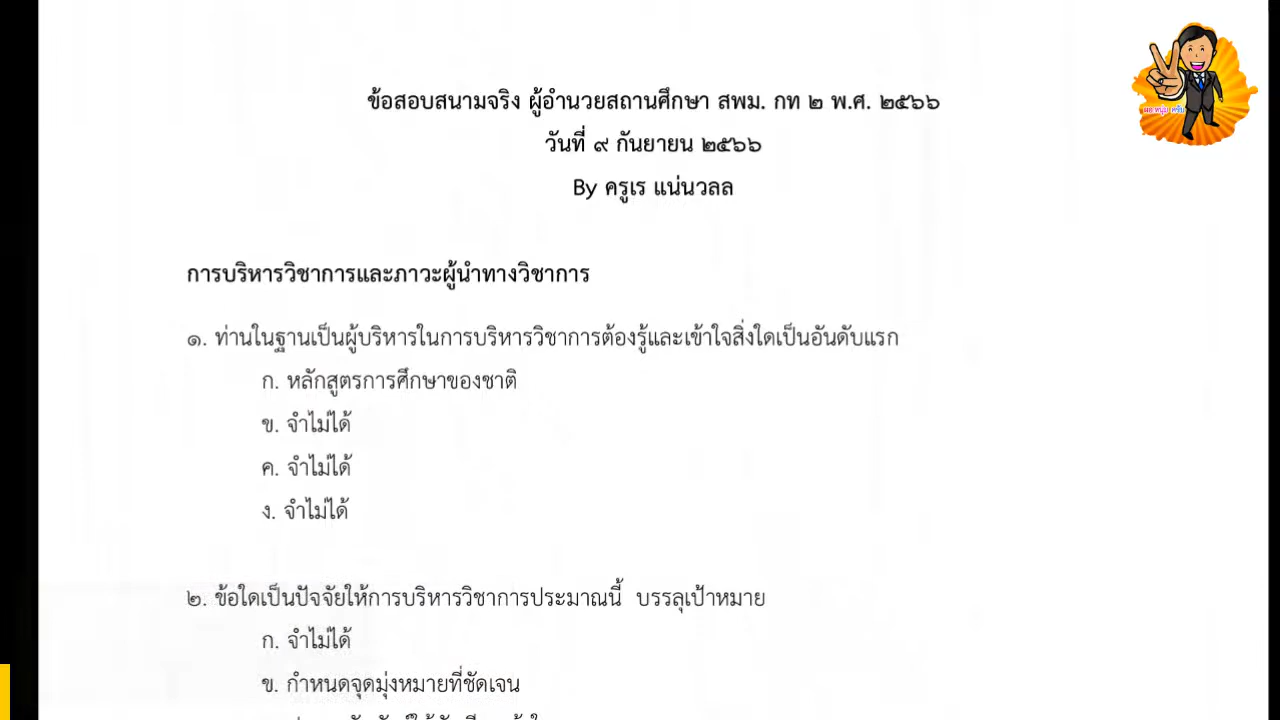 ข้อสอบสนามจริง ผู้อำนวยสถานศึกษา สพม. กท ๒ พ.ศ. ๒๕๖๖
วันที่ ๙ กันยายน ๒๕๖๖
By ครูเร แน่นวลล
การบริหารวิชาการและภาวะผู้นำทางวิชาการ
๑. ท่านในฐานเป็นผู้บริหารในการบริหารวิชาการต้องรู้และเข้าใจสิ่งใดเป็นอันดับแรก
ก. หลักสูตรการศึกษาของชาติ
ข. จำไม่ได้
ค. จำไม่ได้
ง. จำไม่ได้
๒. ข้อใดเป็นปัจจัยให้การบริหารวิชาการประมาณนี้ บรรลุเป้าหมาย
ก. จำไม่ได้
ข. กำหนดจุดมุ่งหมายที่ชัดเจน